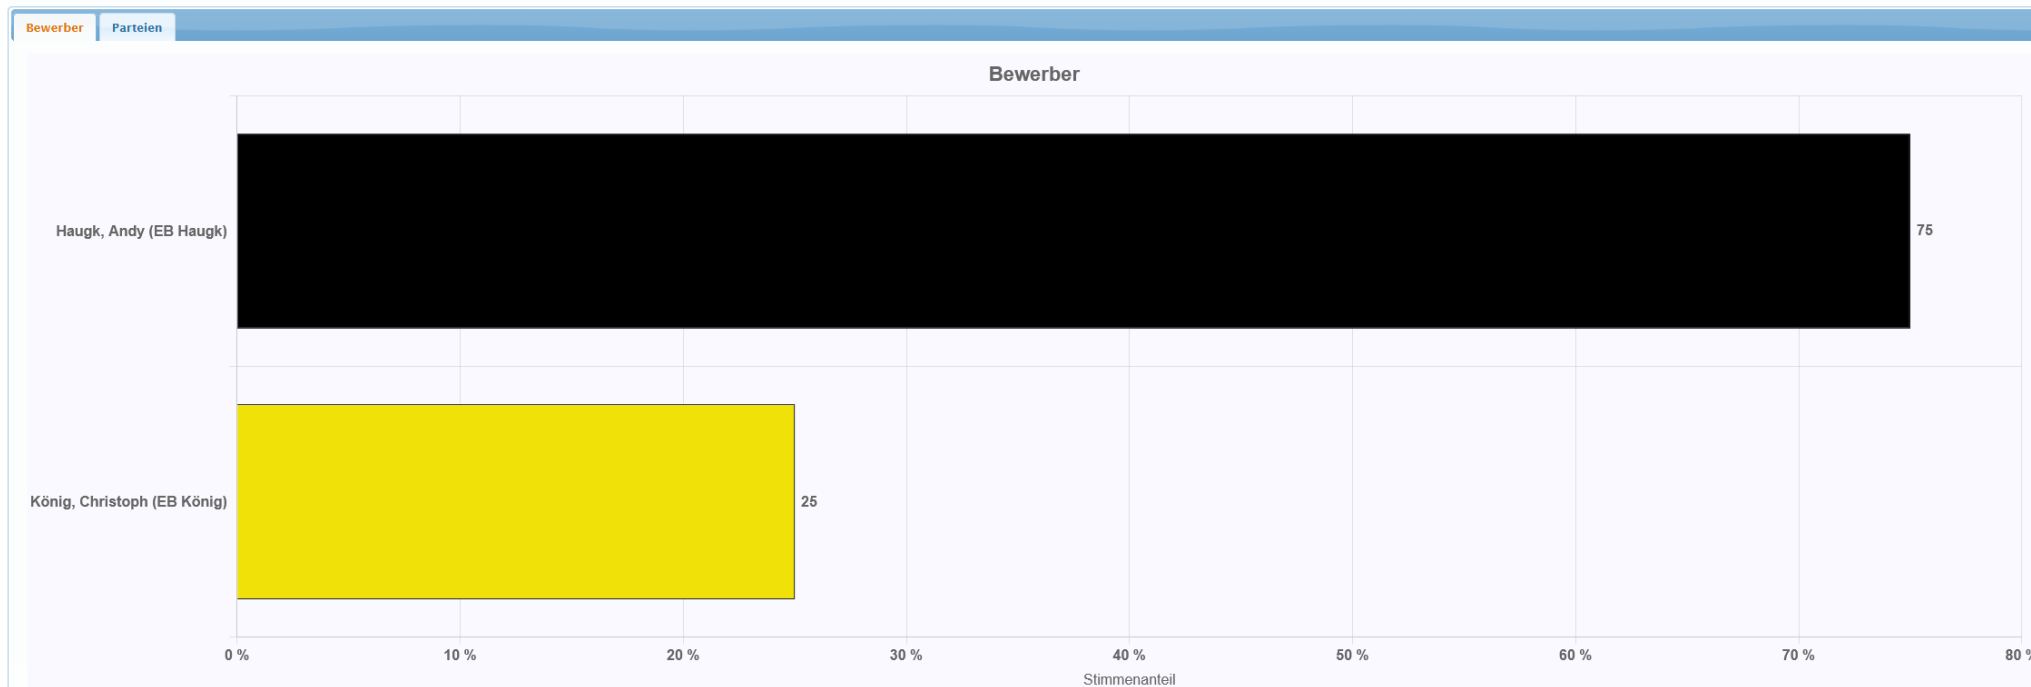 Bewerber Parteien
Bewerber
Haugk, Andy (EB Haugk) 75
König, Christoph (EB König) 25
0 % 10 % 20 % 30 % 40 % 50 % 60 % 70 % 80 %
Stimmenanteil